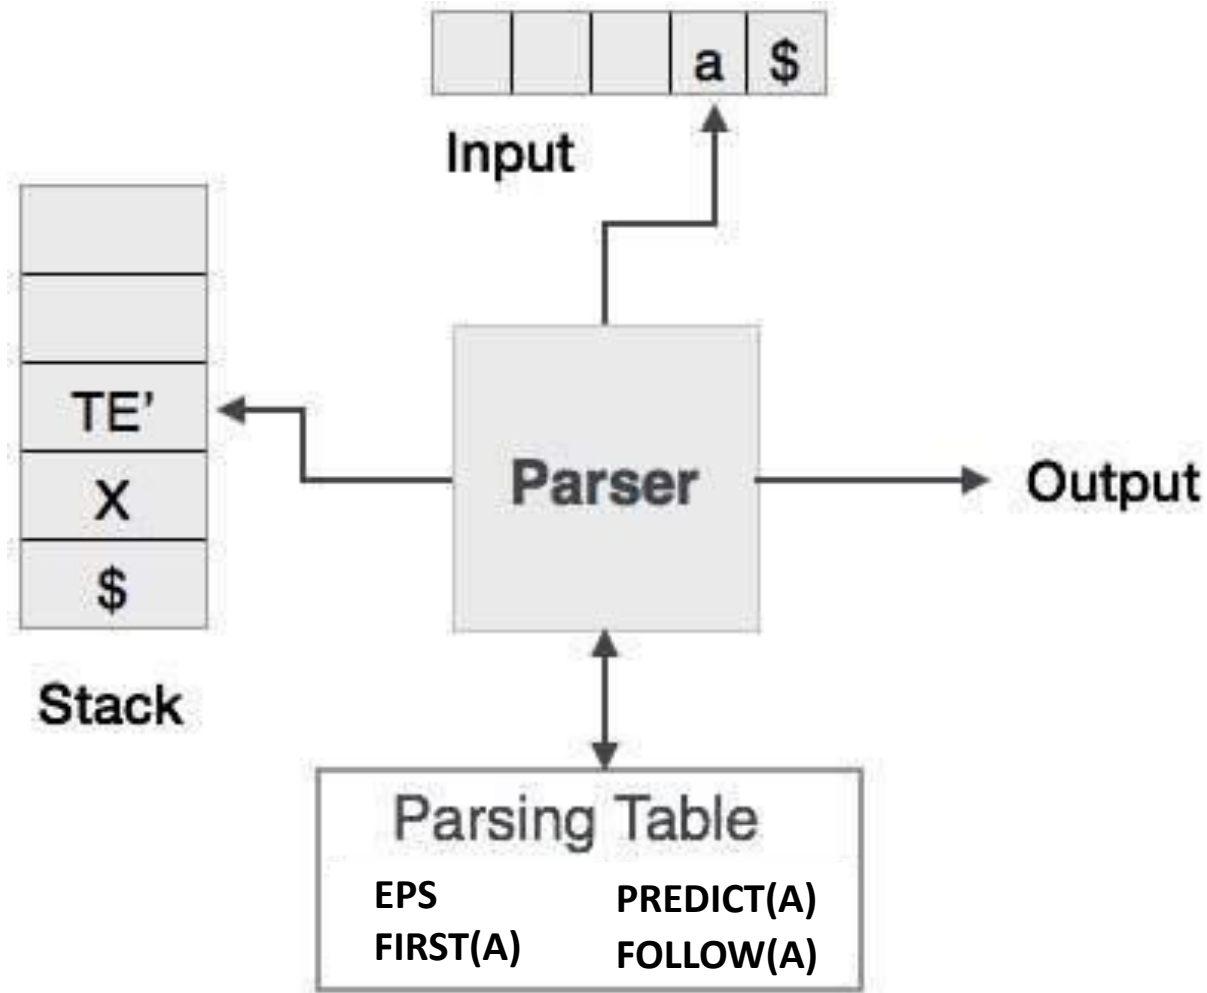 a $
Input
TE'
X
$
Stack
Parser
Output
Parsing Table
EPS PREDICT(A)
FIRST(A) FOLLOW(A)